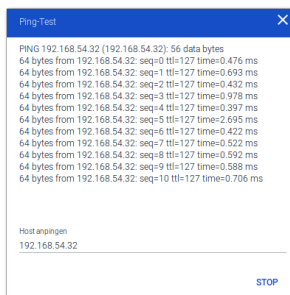 Ping-Test
PING 192.168.54.32 (192.168.54.32): 56 data bytes
64 bytes from 192.168.54.32: seq=0 ttl=127 time=0.476 ms
64 bytes from 192.168.54.32: seq=1 ttl=127 time=0.693 ms
64 bytes from 192.168.54.32: seq=2 ttl=127 time=0.432 ms
64 bytes from 192.168.54.32: seq=3 ttl=127 time=0.978 ms
64 bytes from 192.168.54.32: seq=4 ttl=127 time=0.397 ms
64 bytes from 192.168.54.32: seq=5 ttl=127 time=2.695 ms
64 bytes from 192.168.54.32: seq=6 ttl=127 time=0.422 ms
64 bytes from 192.168.54.32: seq=7 ttl=127 time=0.522 ms
64 bytes from 192.168.54.32: seq=8 ttl=127 time=0.592 ms
64 bytes from 192.168.54.32: seq=9 ttl=127 time=0.588 ms
64 bytes from 192.168.54.32: seq=10 ttl=127 time=0.706 ms
Host anpingen
192.168.54.32
STOP